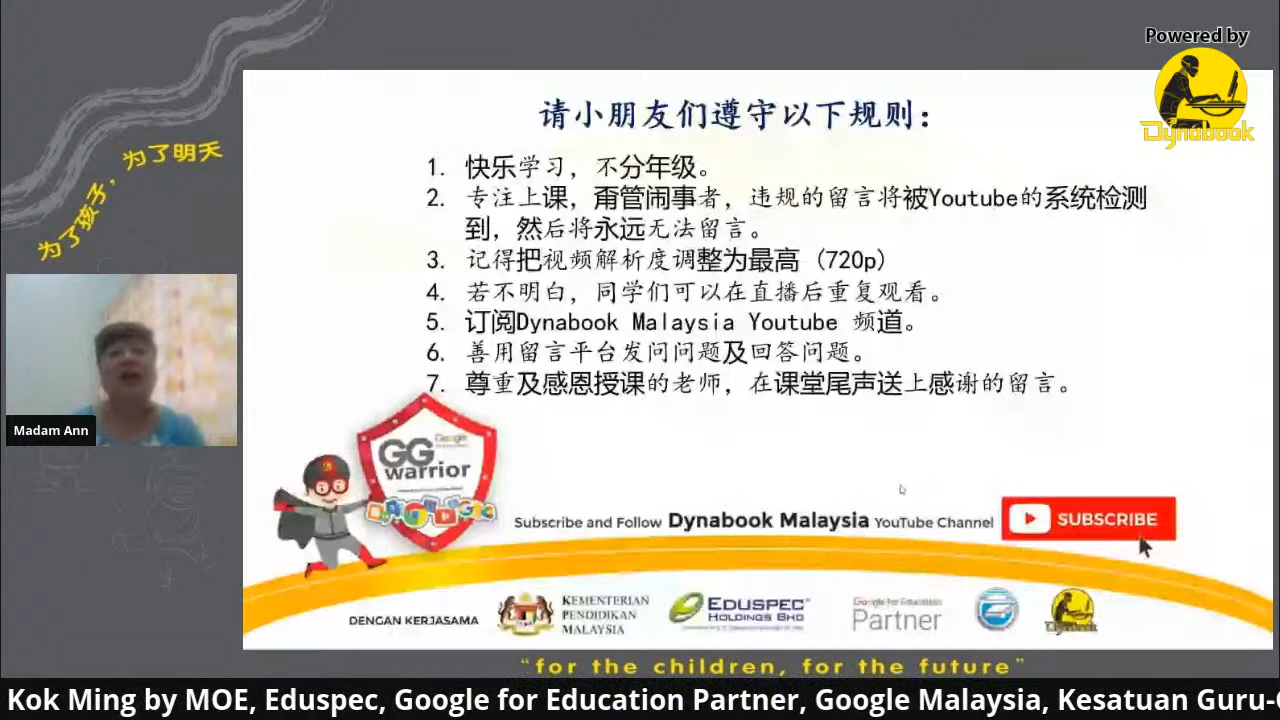 Powered by
Dynabook
为了孩子，为了明天
请小朋友们遵守以下规则：
1. 快乐学习，不分年级。
2. 专注上课，甭管闹事者，违规的留言将被Youtube的系统检测
到，然后将永远无法留言。
3. 记得把视频解析度调整为最高（720p）
4. 若不明白，同学们可以在直播后重复观看。
5. 订阅Dynabook Malaysia Youtube 频道。
6. 善用留言平台发问问题及回答问题。
7. 尊重及感恩授课的老师，在课堂尾声送上感谢的留言。
Madam Ann
Google
GG
warrior
Subscribe and Follow Dynabook Malaysia YouTube Channel
SUBSCRIBE
DENGAN KERJASAMA
KEMENTERIAN
PENDIDIKAN
MALAYSIA
EDUSPEC
HOLDINGS BHD
Google for Education
Partner
Dynabook
"for the children, for the future"
Kok Ming by MOE, Eduspec, Google for Education Partner, Google Malaysia, Kesatuan Guru-